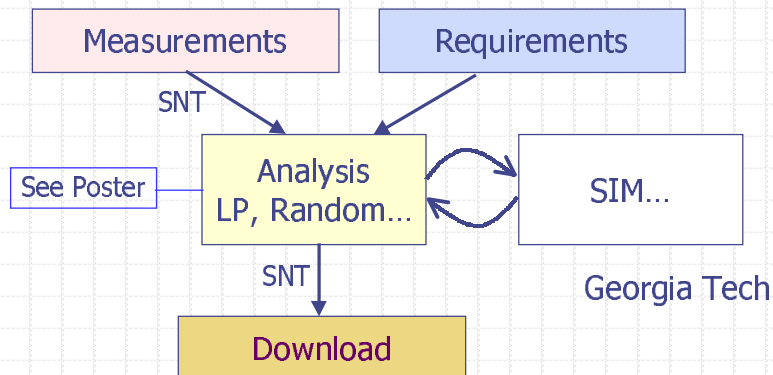 Measurements
Requirements
SNT
Analysis
LP, Random...
See Poster
SIM...
SNT
Georgia Tech
Download